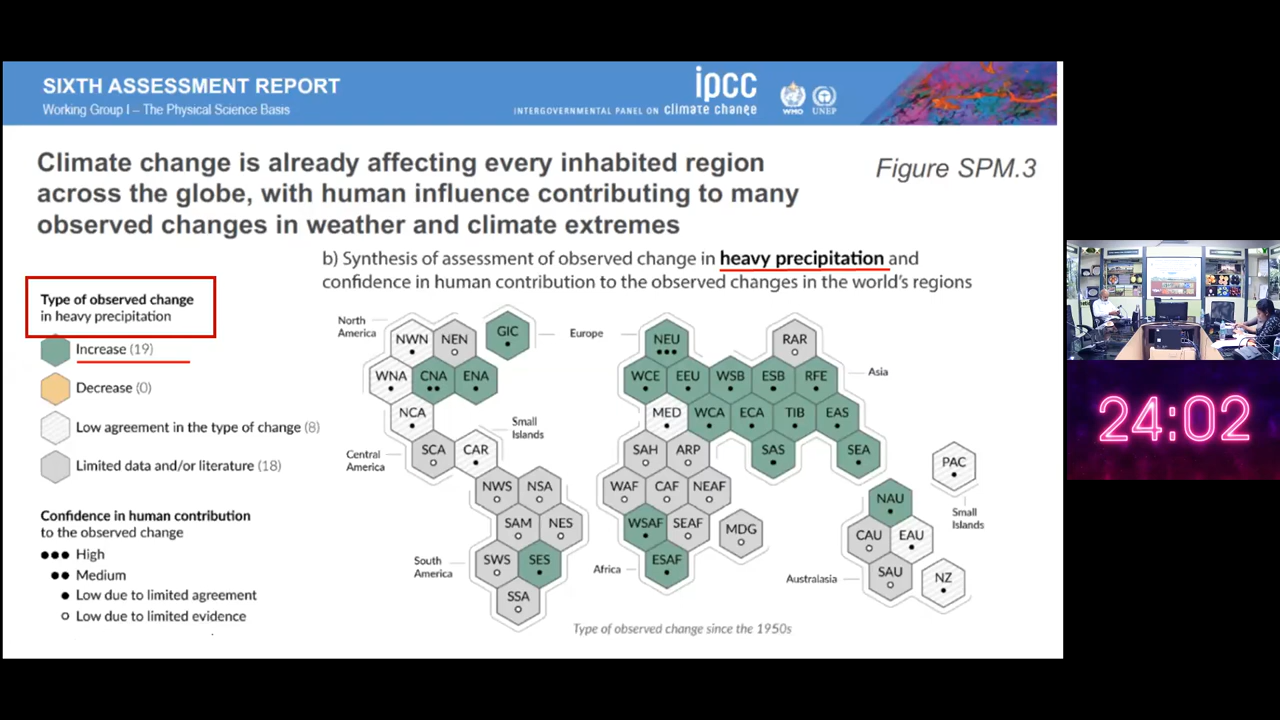 SIXTH ASSESSMENT REPORT
Working Group I – The Physical Science Basis
ipcc
INTERGOVERNMENTAL PANEL ON climate change
WMO
UNEP
Climate change is already affecting every inhabited region
across the globe, with human influence contributing to many
observed changes in weather and climate extremes
Figure SPM.3
b) Synthesis of assessment of observed change in heavy precipitation and
confidence in human contribution to the observed changes in the world's regions
Type of observed change
in heavy precipitation
Increase (19)
Decrease (0)
Low agreement in the type of change (8)
Limited data and/or literature (18)
Confidence in human contribution
to the observed change
High
Medium
Low due to limited agreement
Low due to limited evidence
North
America
NWN
NEN
GIC
Europe
NEU
RAR
WNA
CNA
ENA
WCE
EEU
WSB
ESB
RFE
Asia
NCA
Small
Islands
MED
WCA
ECA
TIB
EAS
Central
America
SCA
CAR
SAH
ARP
SAS
SEA
PAC
NWS
NSA
WAF
CAF
NEAF
NAU
Small
Islands
SAM
NES
WSAF
SEAF
MDG
CAU
EAU
South
America
SWS
SES
Africa
ESAF
Australasia
SAU
NZ
SSA
Type of observed change since the 1950s
24:02